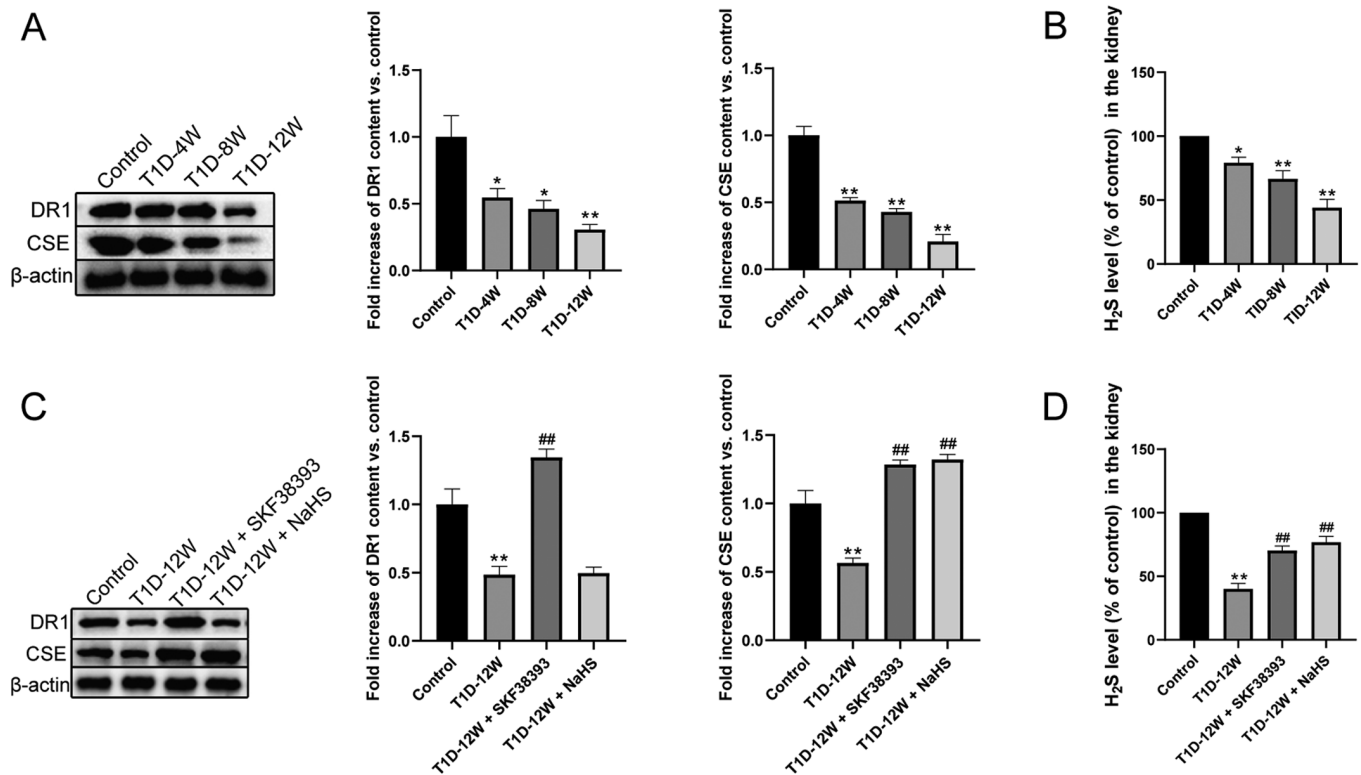 A
Control
T1D-4W
T1D-8W
T1D-12W
DR1
CSE
β-actin
Fold increase of DR1 content vs. control
1.5
1.0
0.5
0.0
Control
T1D-4W
T1D-8W
T1D-12W
*
*
**
Fold increase of CSE content vs. control
1.5
1.0
0.5
0.0
Control
T1D-4W
T1D-8W
T1D-12W
**
**
**
B
H₂S level (% of control) in the kidney
150
100
50
0
Control
T1D-4W
TID-8W
TID-12W
*
**
**
C
Control
T1D-12W
T1D-12W + SKF38393
T1D-12W + NaHS
DR1
CSE
β-actin
Fold increase of DR1 content vs. control
1.5
1.0
0.5
0.0
Control
T1D-12W
T1D-12W + SKF38393
T1D-12W + NaHS
**
##
Fold increase of CSE content vs. control
1.5
1.0
0.5
0.0
Control
T1D-12W
T1D-12W + SKF38393
T1D-12W + NaHS
**
##
##
D
H₂S level (% of control) in the kidney
150
100
50
0
Control
T1D-12W
T1D-12W + SKF38393
T1D-12W + NaHS
**
##
##